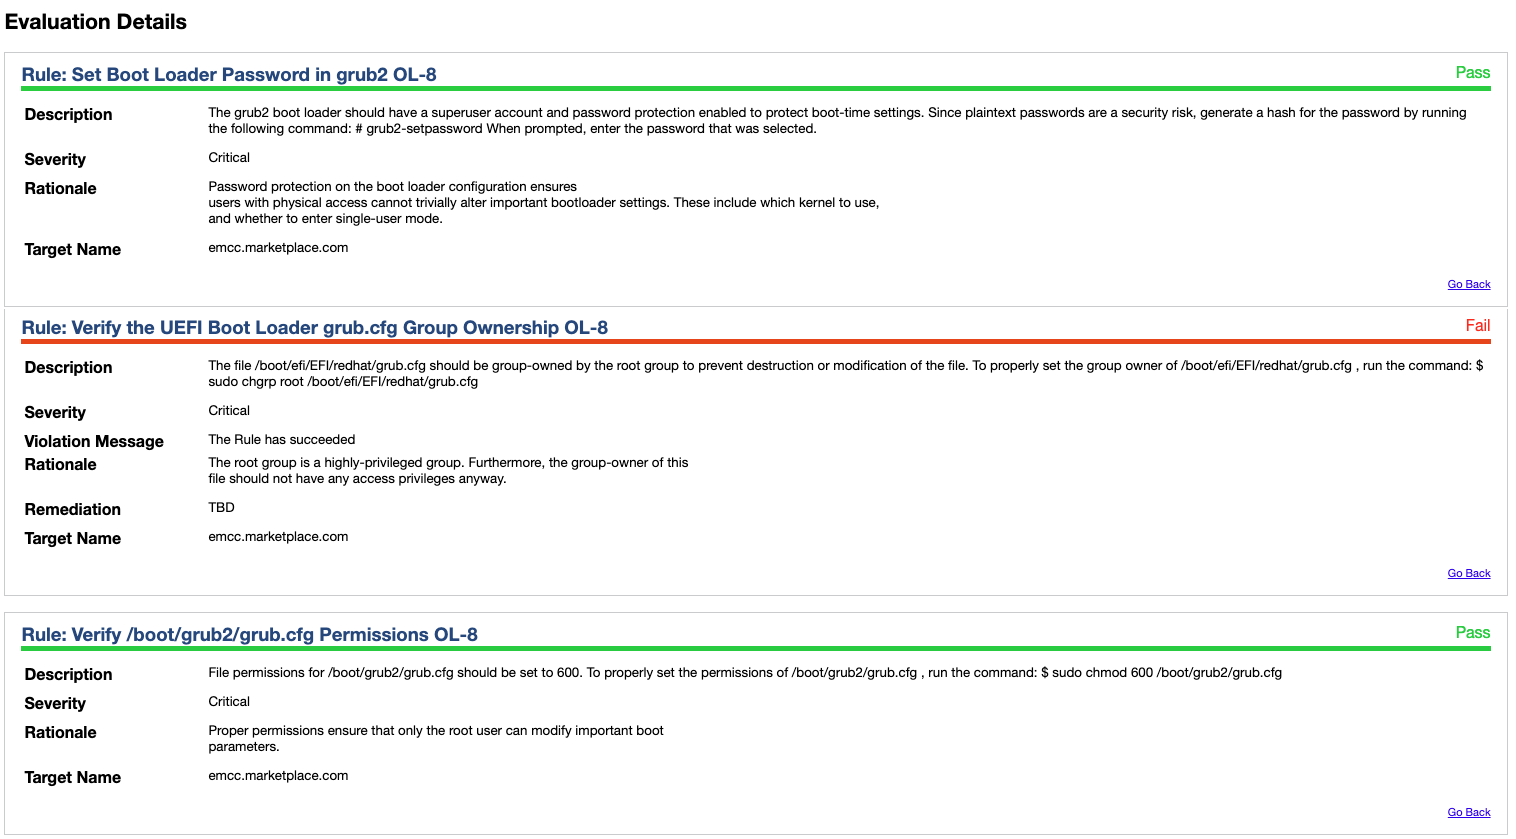 Evaluation Details
Rule: Set Boot Loader Password in grub2 OL-8
Pass
Description
The grub2 boot loader should have a superuser account and password protection enabled to protect boot-time settings. Since plaintext passwords are a security risk, generate a hash for the password by running
the following command: # grub2-setpassword When prompted, enter the password that was selected.
Severity
Critical
Rationale
Password protection on the boot loader configuration ensures
users with physical access cannot trivially alter important bootloader settings. These include which kernel to use,
and whether to enter single-user mode.
Target Name
emcc.marketplace.com
Go Back
Rule: Verify the UEFI Boot Loader grub.cfg Group Ownership OL-8
Fail
Description
The file /boot/efi/EFI/redhat/grub.cfg should be group-owned by the root group to prevent destruction or modification of the file. To properly set the group owner of /boot/efi/EFI/redhat/grub.cfg , run the command: $
sudo chgrp root /boot/efi/EFI/redhat/grub.cfg
Severity
Critical
Violation Message
The Rule has succeeded
Rationale
The root group is a highly-privileged group. Furthermore, the group-owner of this
file should not have any access privileges anyway.
Remediation
TBD
Target Name
emcc.marketplace.com
Go Back
Rule: Verify /boot/grub2/grub.cfg Permissions OL-8
Pass
Description
File permissions for /boot/grub2/grub.cfg should be set to 600. To properly set the permissions of /boot/grub2/grub.cfg , run the command: $ sudo chmod 600 /boot/grub2/grub.cfg
Severity
Critical
Rationale
Proper permissions ensure that only the root user can modify important boot
parameters.
Target Name
emcc.marketplace.com
Go Back